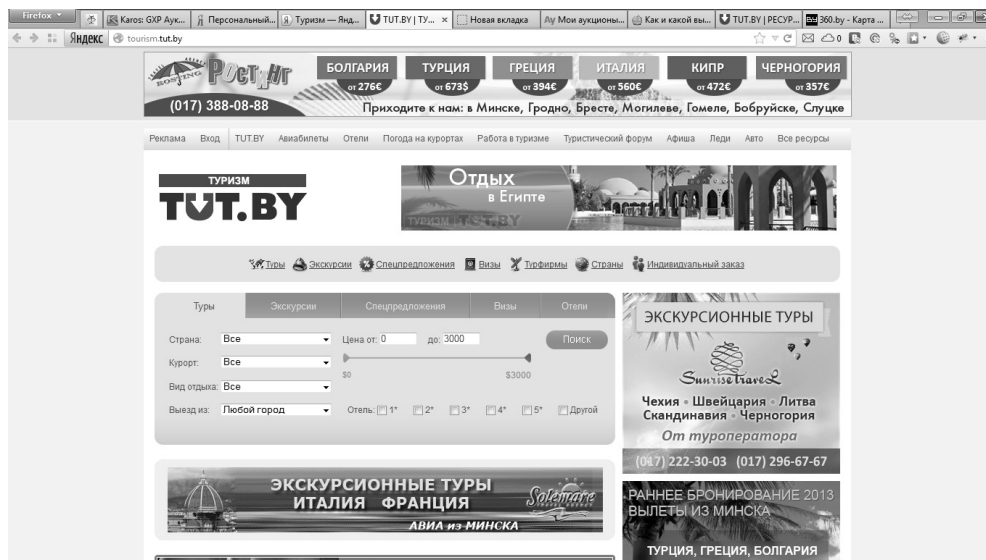 Firefox
Karos: GXP Аук...
Персональный...
Туризм — Янд...
TUT.BY | ТУ...
Новая вкладка
Ау Мои аукционы...
Как и какой вы...
TUT.BY | РЕСУР...
360.by - Карта ...
Яндекс
tourism.tut.by
0
ROSTING
РОСТИНГ
БОЛГАРИЯ ТУРЦИЯ ГРЕЦИЯ ИТАЛИЯ КИПР ЧЕРНОГОРИЯ
от 276€ от 673$ от 394€ от 560€ от 472€ от 357€
(017) 388-08-88
Приходите к нам: в Минске, Гродно, Бресте, Могилеве, Гомеле, Бобруйске, Слуцке
Реклама Вход TUT.BY Авиабилеты Отели Погода на курортах Работа в туризме Туристический форум Афиша Леди Авто Все ресурсы
ТУРИЗМ
TUT.BY
Отдых
в Египте
ТУРИЗМ TUT.BY
Туры Экскурсии Спецпредложения Визы Турфирмы Страны Индивидуальный заказ
Туры Экскурсии Спецпредложения Визы Отели
Страна: Все Цена от: 0 до: 3000 Поиск
Курорт: Все
$0 $3000
Вид отдыха: Все
Выезд из: Любой город Отель: 1* 2* 3* 4* 5* Другой
ЭКСКУРСИОННЫЕ ТУРЫ
Sunrise travel
Чехия • Швейцария • Литва
Скандинавия • Черногория
От туроператора
(017) 222-30-03 (017) 296-67-67
ЭКСКУРСИОННЫЕ ТУРЫ
ИТАЛИЯ ФРАНЦИЯ
Solemare
АВИА из МИНСКА
РАННЕЕ БРОНИРОВАНИЕ 2013
ВЫЛЕТЫ ИЗ МИНСКА
ТУРЦИЯ, ГРЕЦИЯ, БОЛГАРИЯ